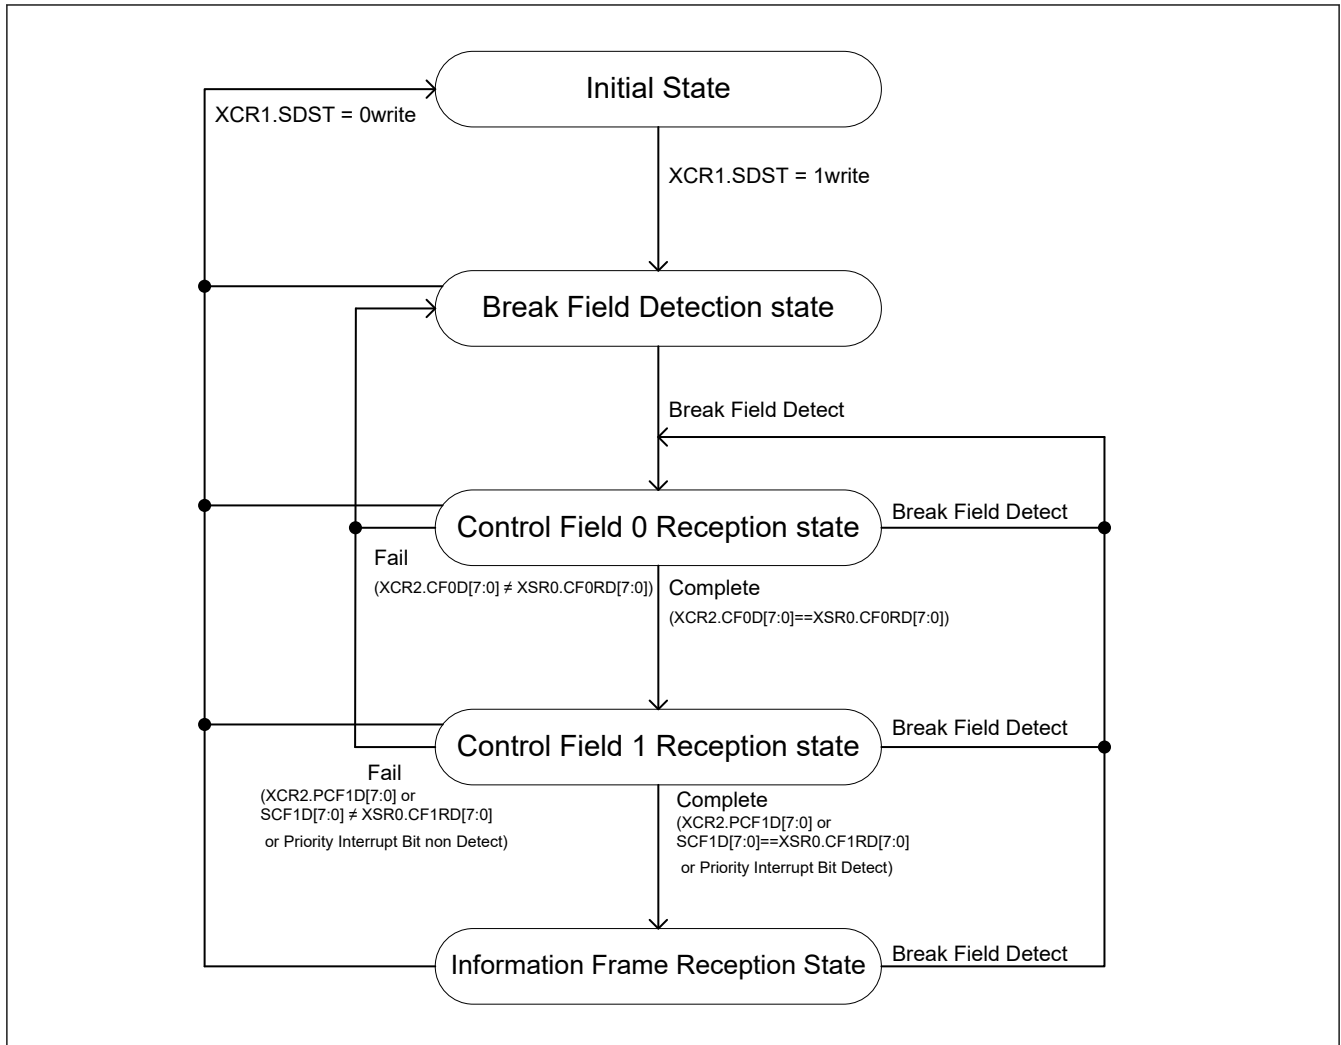 Initial State
XCR1.SDST = 0write
XCR1.SDST = 1write
Break Field Detection state
Break Field Detect
Control Field 0 Reception state
Break Field Detect
Fail
(XCR2.CF0D[7:0] ≠ XSR0.CF0RD[7:0])
Complete
(XCR2.CF0D[7:0]==XSR0.CF0RD[7:0])
Control Field 1 Reception state
Break Field Detect
Fail
(XCR2.PCF1D[7:0] or
SCF1D[7:0] ≠ XSR0.CF1RD[7:0]
or Priority Interrupt Bit non Detect)
Complete
(XCR2.PCF1D[7:0] or
SCF1D[7:0]==XSR0.CF1RD[7:0]
or Priority Interrupt Bit Detect)
Information Frame Reception State
Break Field Detect